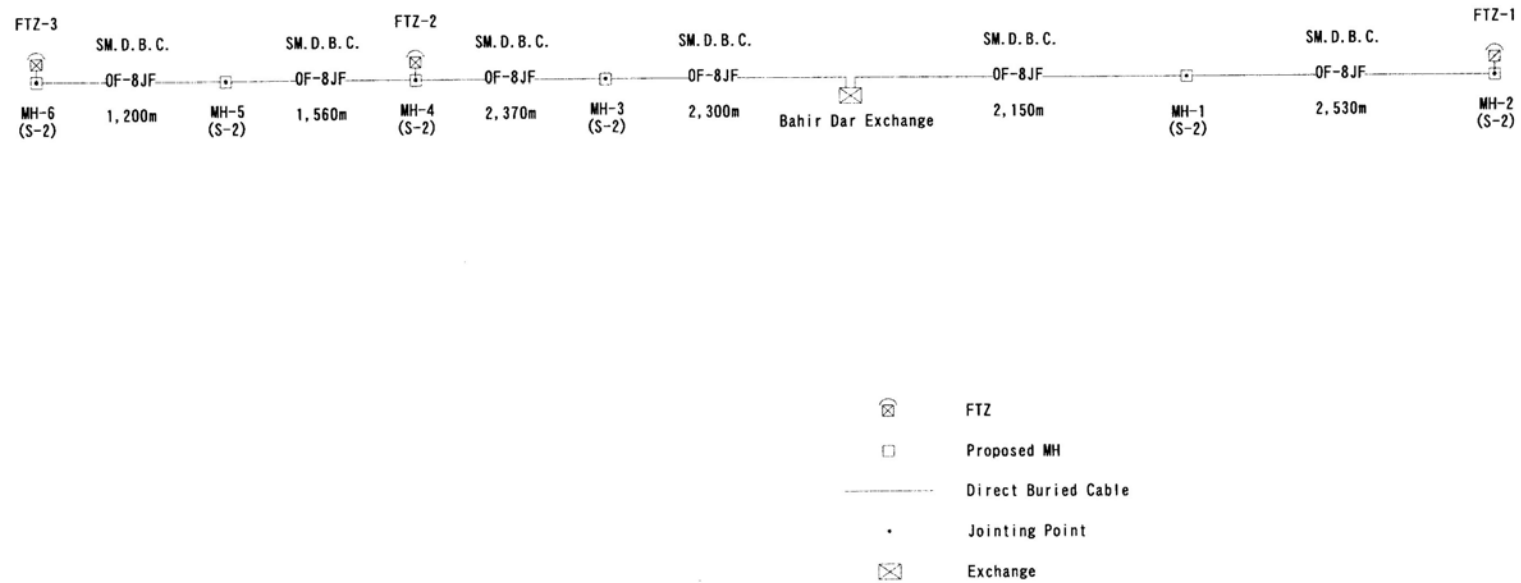 FTZ-3
FTZ-2
FTZ-1
SM.D.B.C.
SM.D.B.C.
SM.D.B.C.
SM.D.B.C.
SM.D.B.C.
SM.D.B.C.
OF-8JF
OF-8JF
OF-8JF
OF-8JF
OF-8JF
OF-8JF
MH-6
(S-2)
1,200m
MH-5
(S-2)
1,560m
MH-4
(S-2)
2,370m
MH-3
(S-2)
2,300m
Bahir Dar Exchange
2,150m
MH-1
(S-2)
2,530m
MH-2
(S-2)
FTZ
Proposed MH
Direct Buried Cable
Jointing Point
Exchange